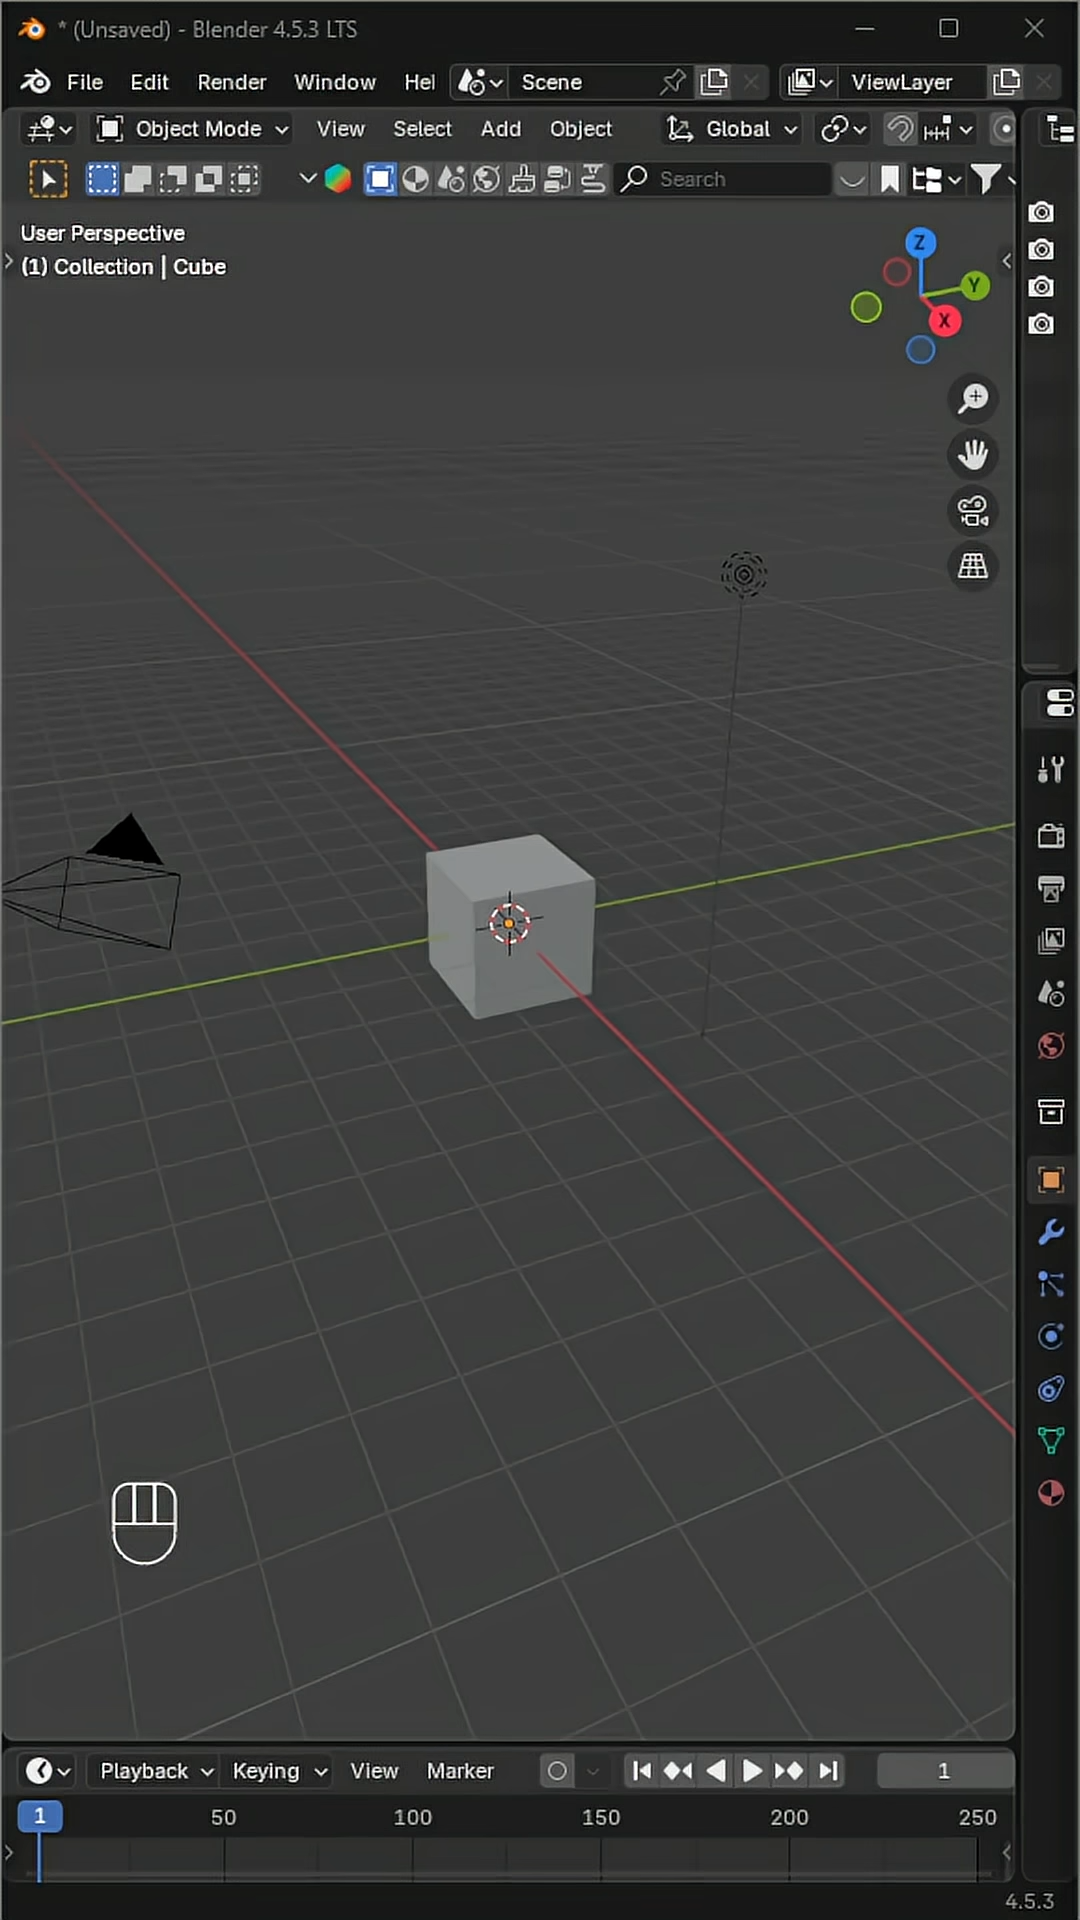 * (Unsaved) - Blender 4.5.3 LTS
File Edit Render Window Hel Scene ViewLayer
Object Mode View Select Add Object Global
Search
User Perspective
(1) Collection | Cube
Z
Y
X
Playback Keying View Marker 1
1 50 100 150 200 250
4.5.3